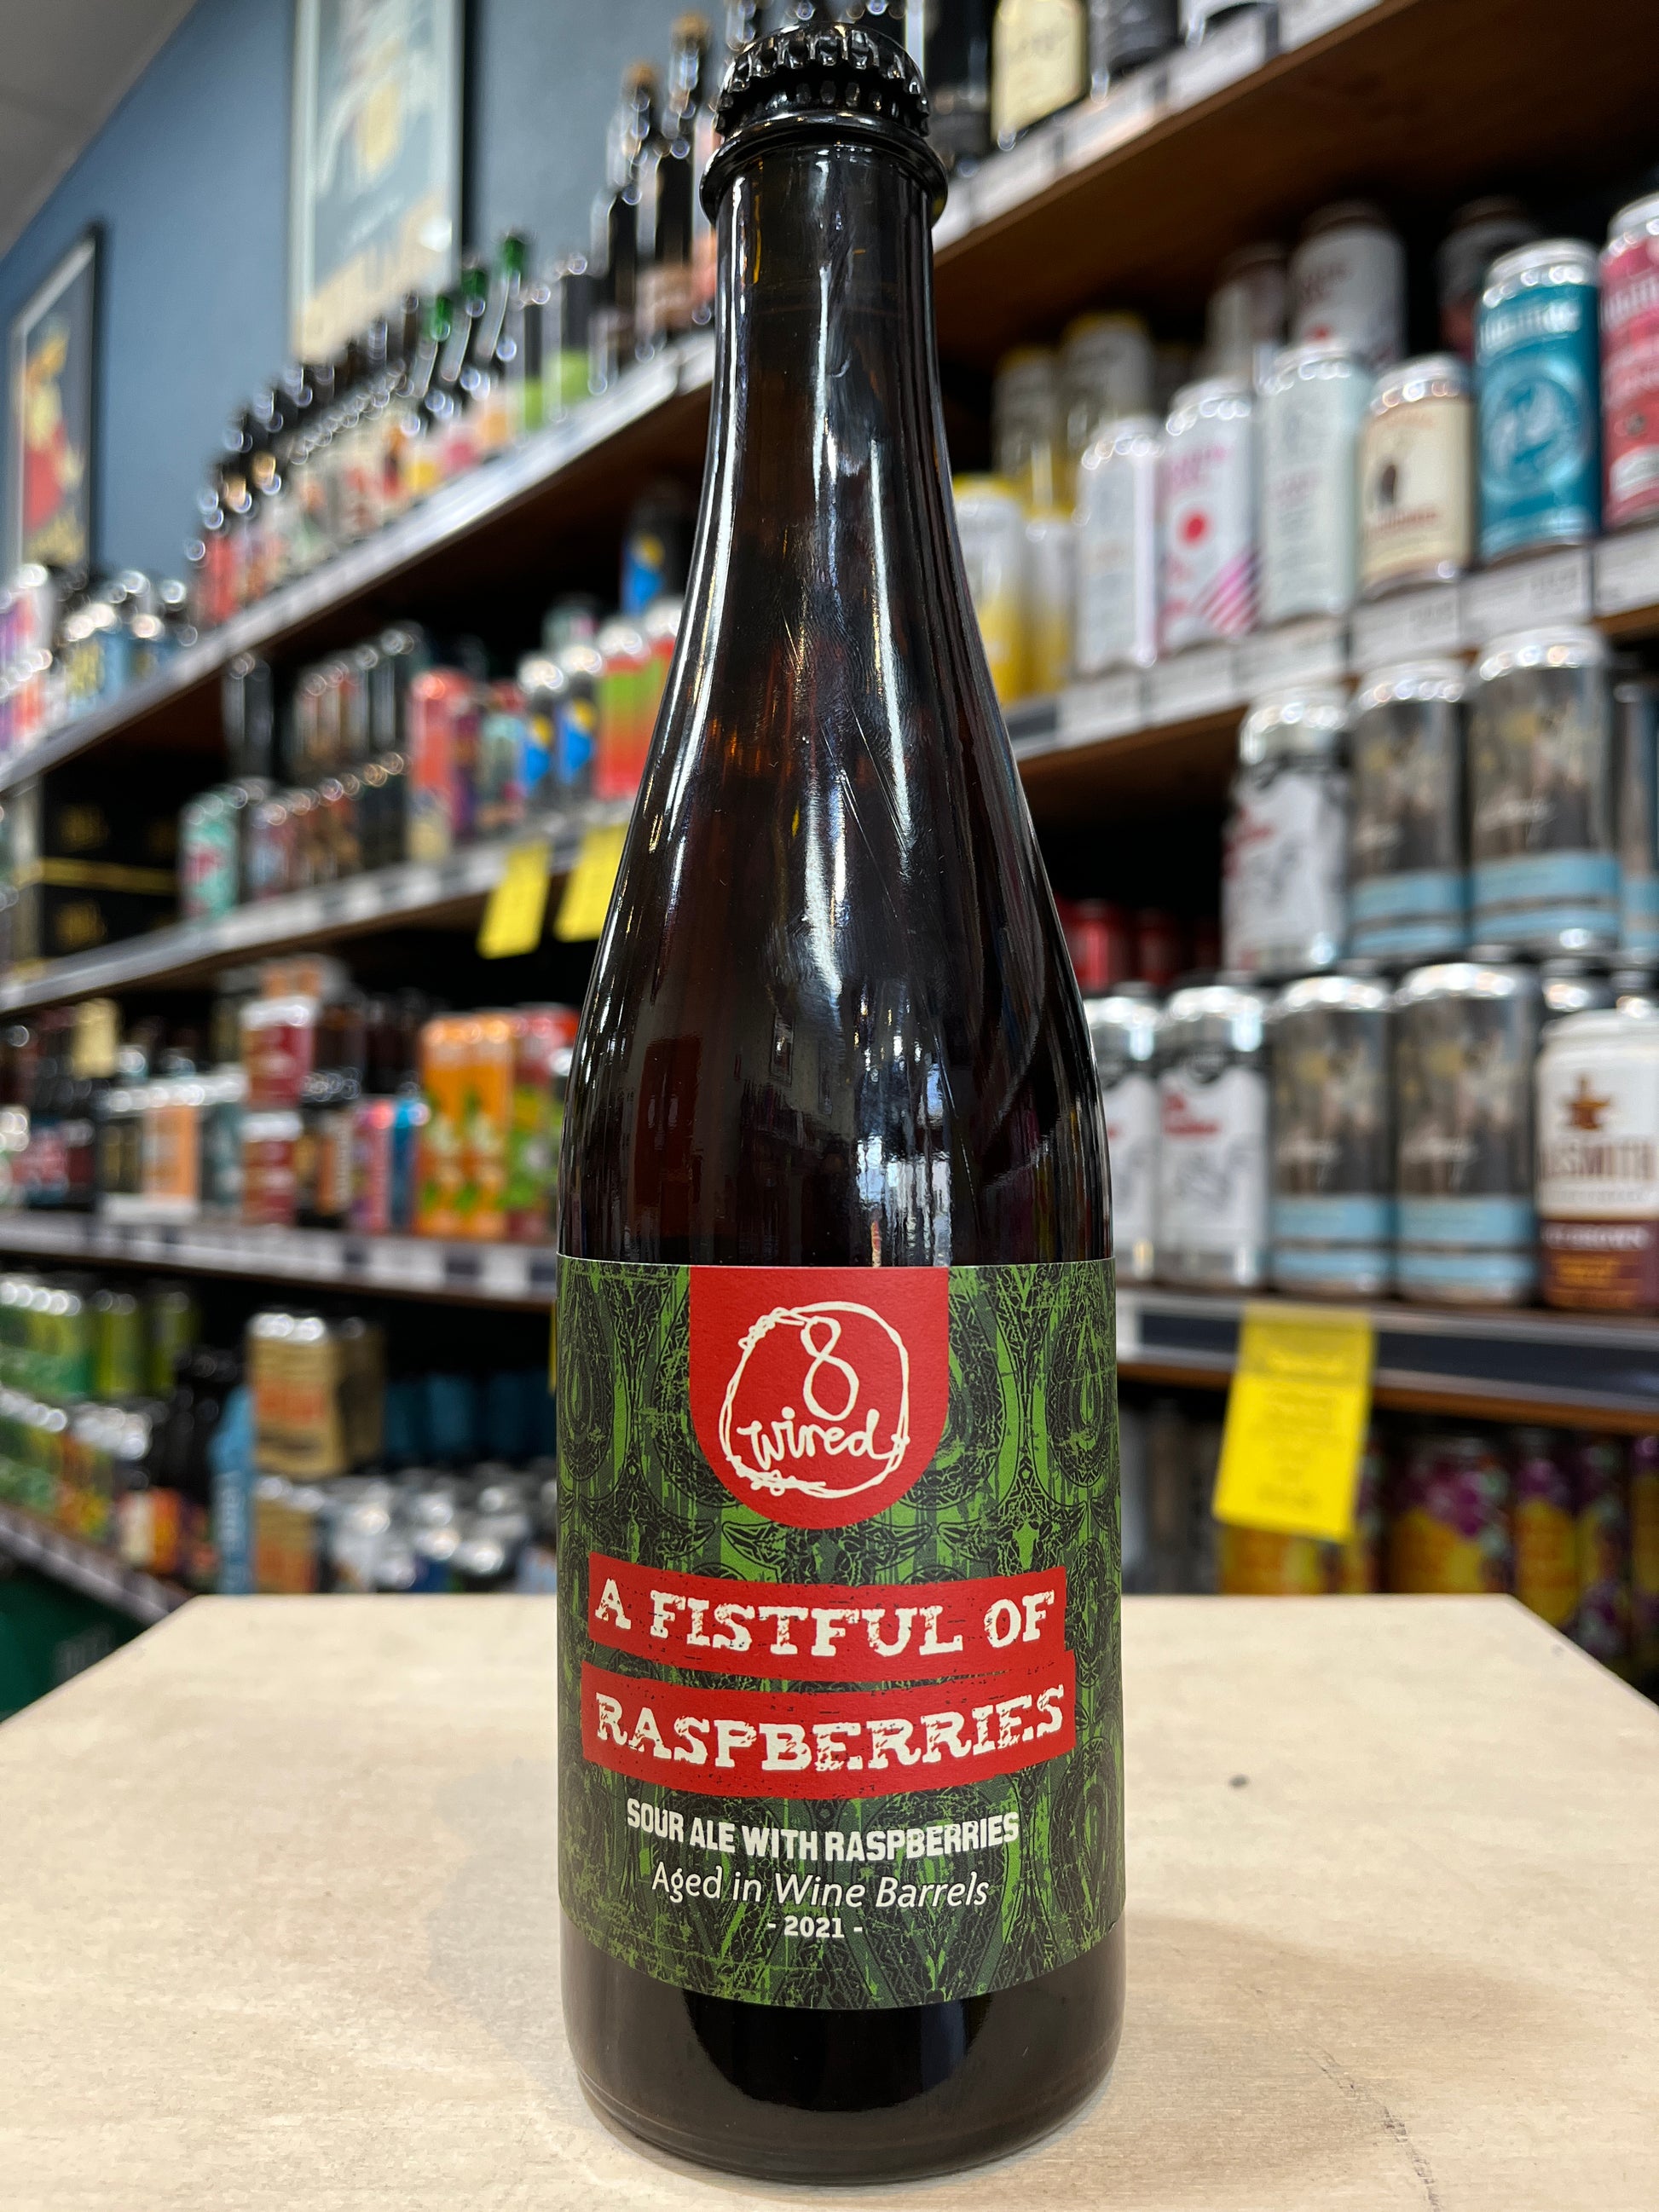 8
wired
A FISTFUL OF
RASPBERRIES
SOUR ALE WITH RASPBERRIES
Aged in Wine Barrels
- 2021 -